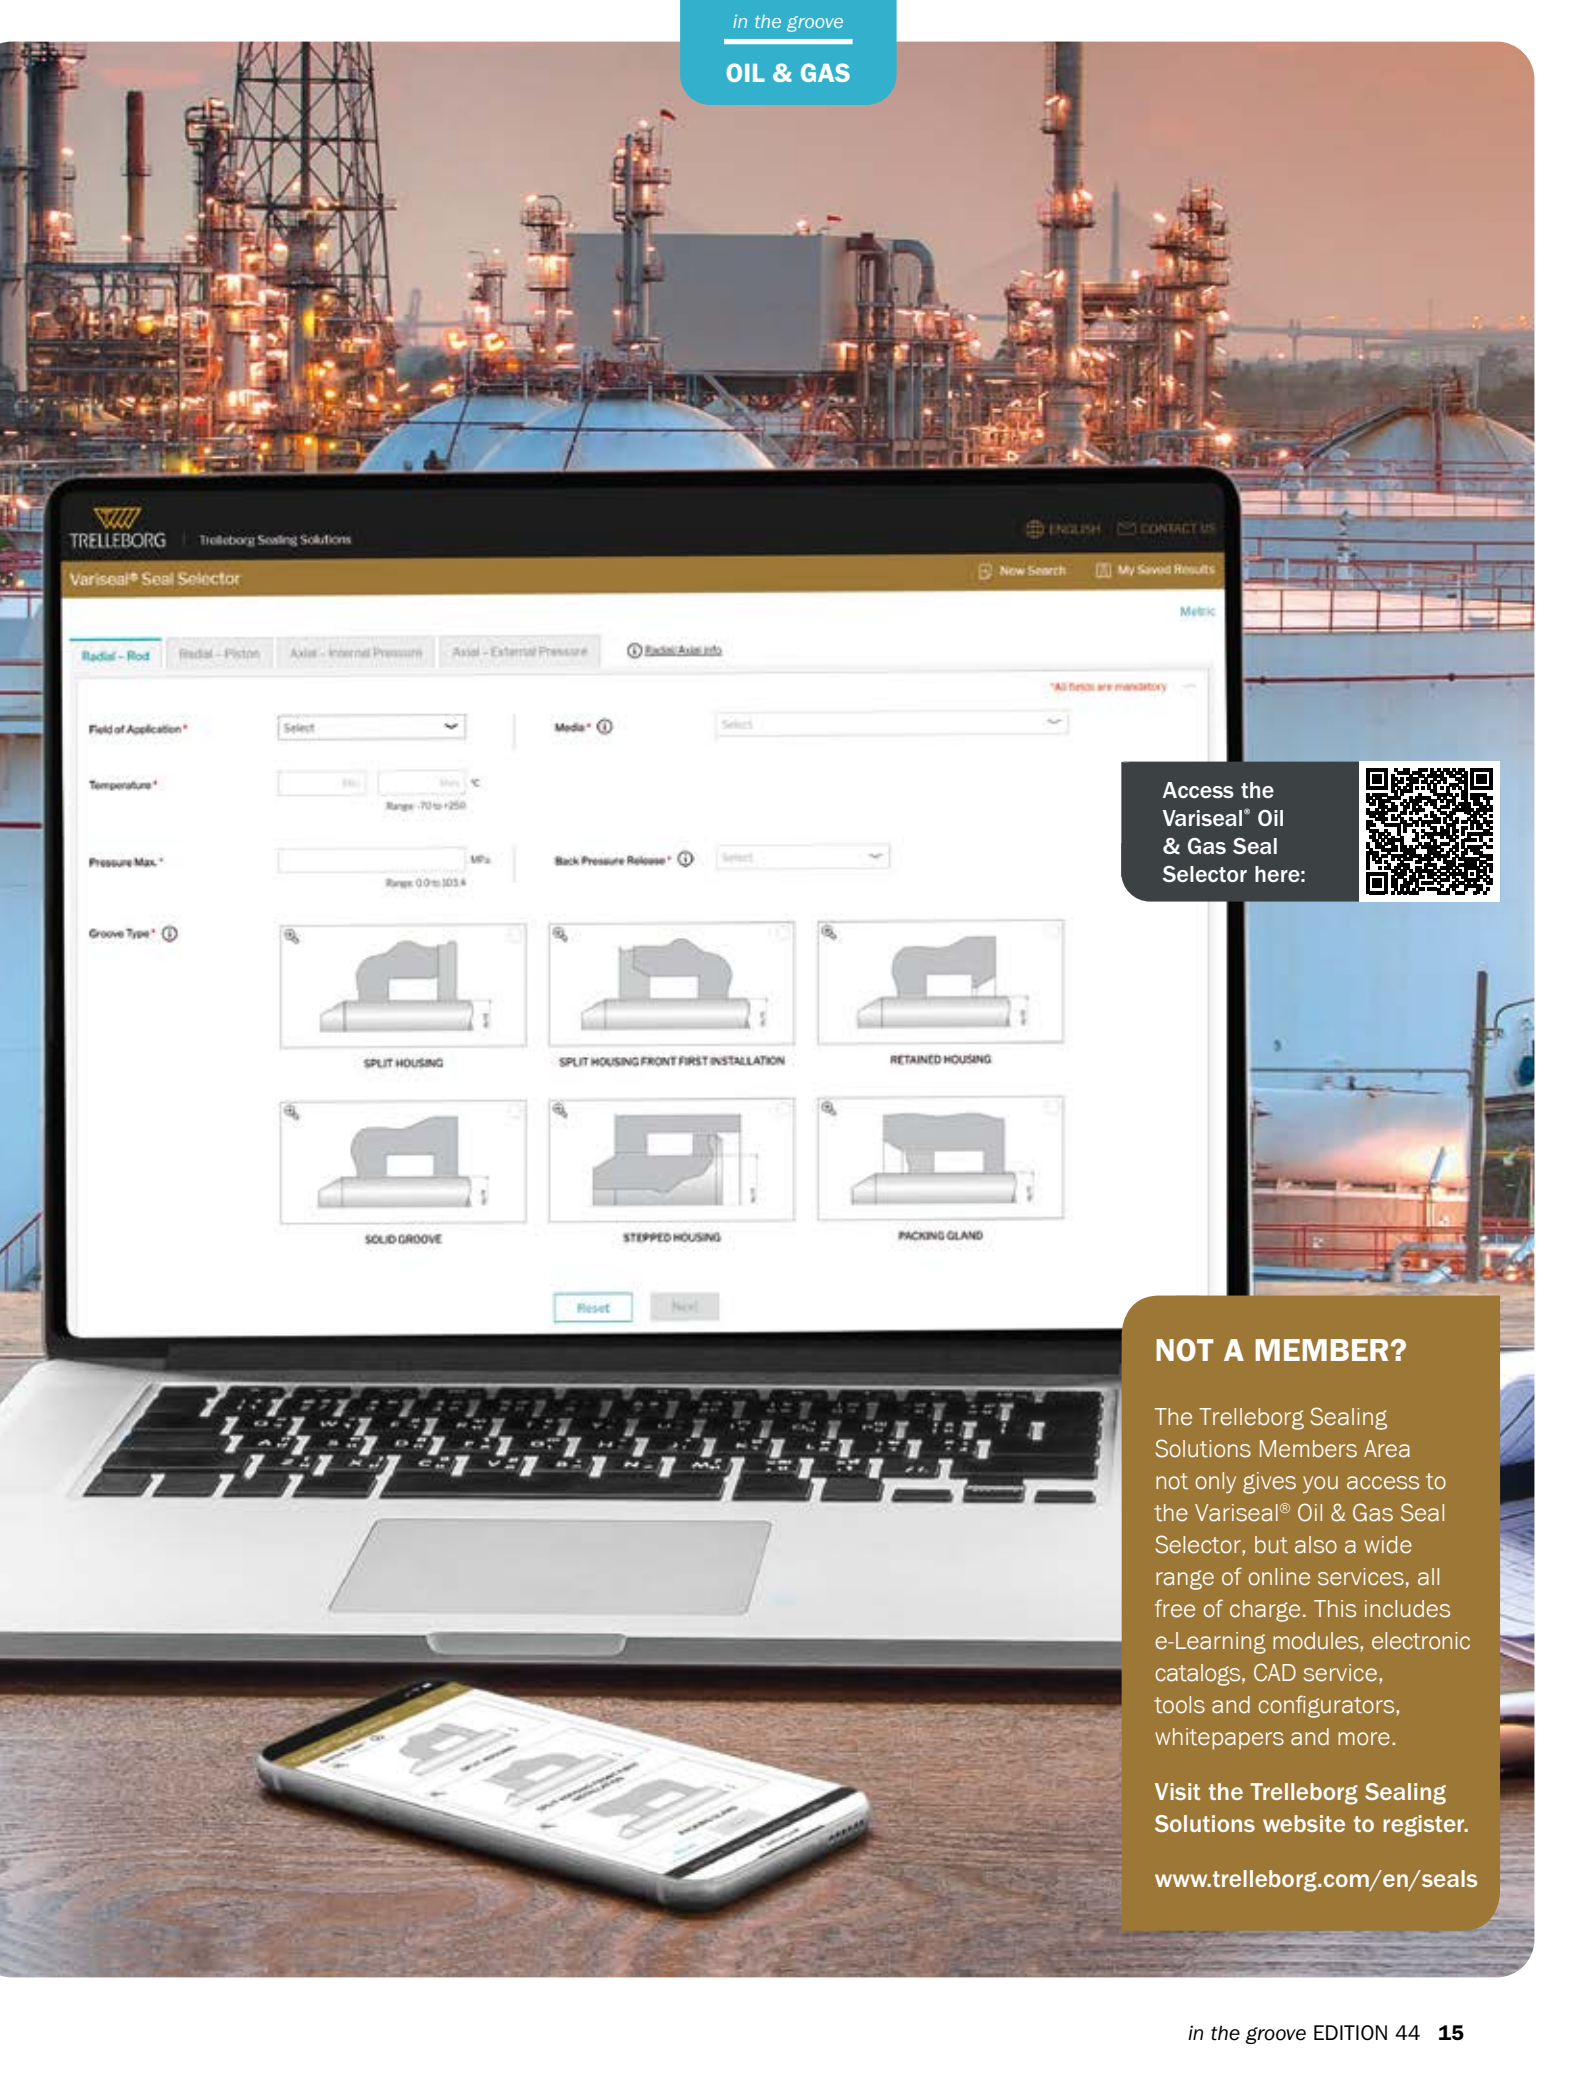 in the groove
OIL & GAS
TRELLEBORG
Trelleborg Sealing Solutions
ENGLISH
CONTACT US
Variseal® Seal Selector
New Search
My Saved Results
Metric
Radial – Rod
Radial – Piston
Axial – Internal Pressure
Axial – External Pressure
Radial/Axial info
*All fields are mandatory
Field of Application*
Select
Media*
Select
Temperature*
Min
Max
°C
Range: -70 to +250
Pressure Max. *
MPa
Range: 0.0 to 103.4
Back Pressure Release*
Select
Groove Type*
SPLIT HOUSING
SPLIT HOUSING FRONT FIRST INSTALLATION
RETAINED HOUSING
SOLID GROOVE
STEPPED HOUSING
PACKING GLAND
Reset
Next
Access the
Variseal® Oil
& Gas Seal
Selector here:
NOT A MEMBER?
The Trelleborg Sealing
Solutions Members Area
not only gives you access to
the Variseal® Oil & Gas Seal
Selector, but also a wide
range of online services, all
free of charge. This includes
e-Learning modules, electronic
catalogs, CAD service,
tools and configurators,
whitepapers and more.
Visit the Trelleborg Sealing
Solutions website to register.
www.trelleborg.com/en/seals
in the groove EDITION 44 15